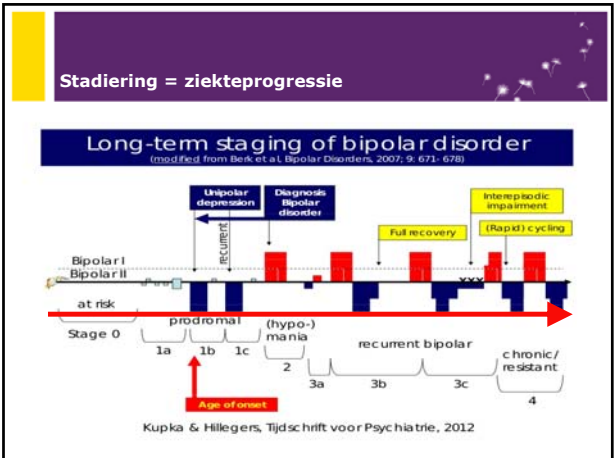 Stadiering = ziekteprogressie
Long-term staging of bipolar disorder
(modified from Berk et al, Bipolar Disorders, 2007; 9: 671- 678)
Unipolar
depression
Diagnosis
Bipolar
disorder
Interepisodic
impairment
recurrent
Full recovery
(Rapid) cycling
Bipolar I
Bipolar II
x x x
at risk
Stage 0
prodromal
1a
1b
1c
(hypo-)
mania
2
recurrent bipolar
3a
3b
3c
chronic/
resistant
4
Age of onset
Kupka & Hillegers, Tijdschrift voor Psychiatrie, 2012